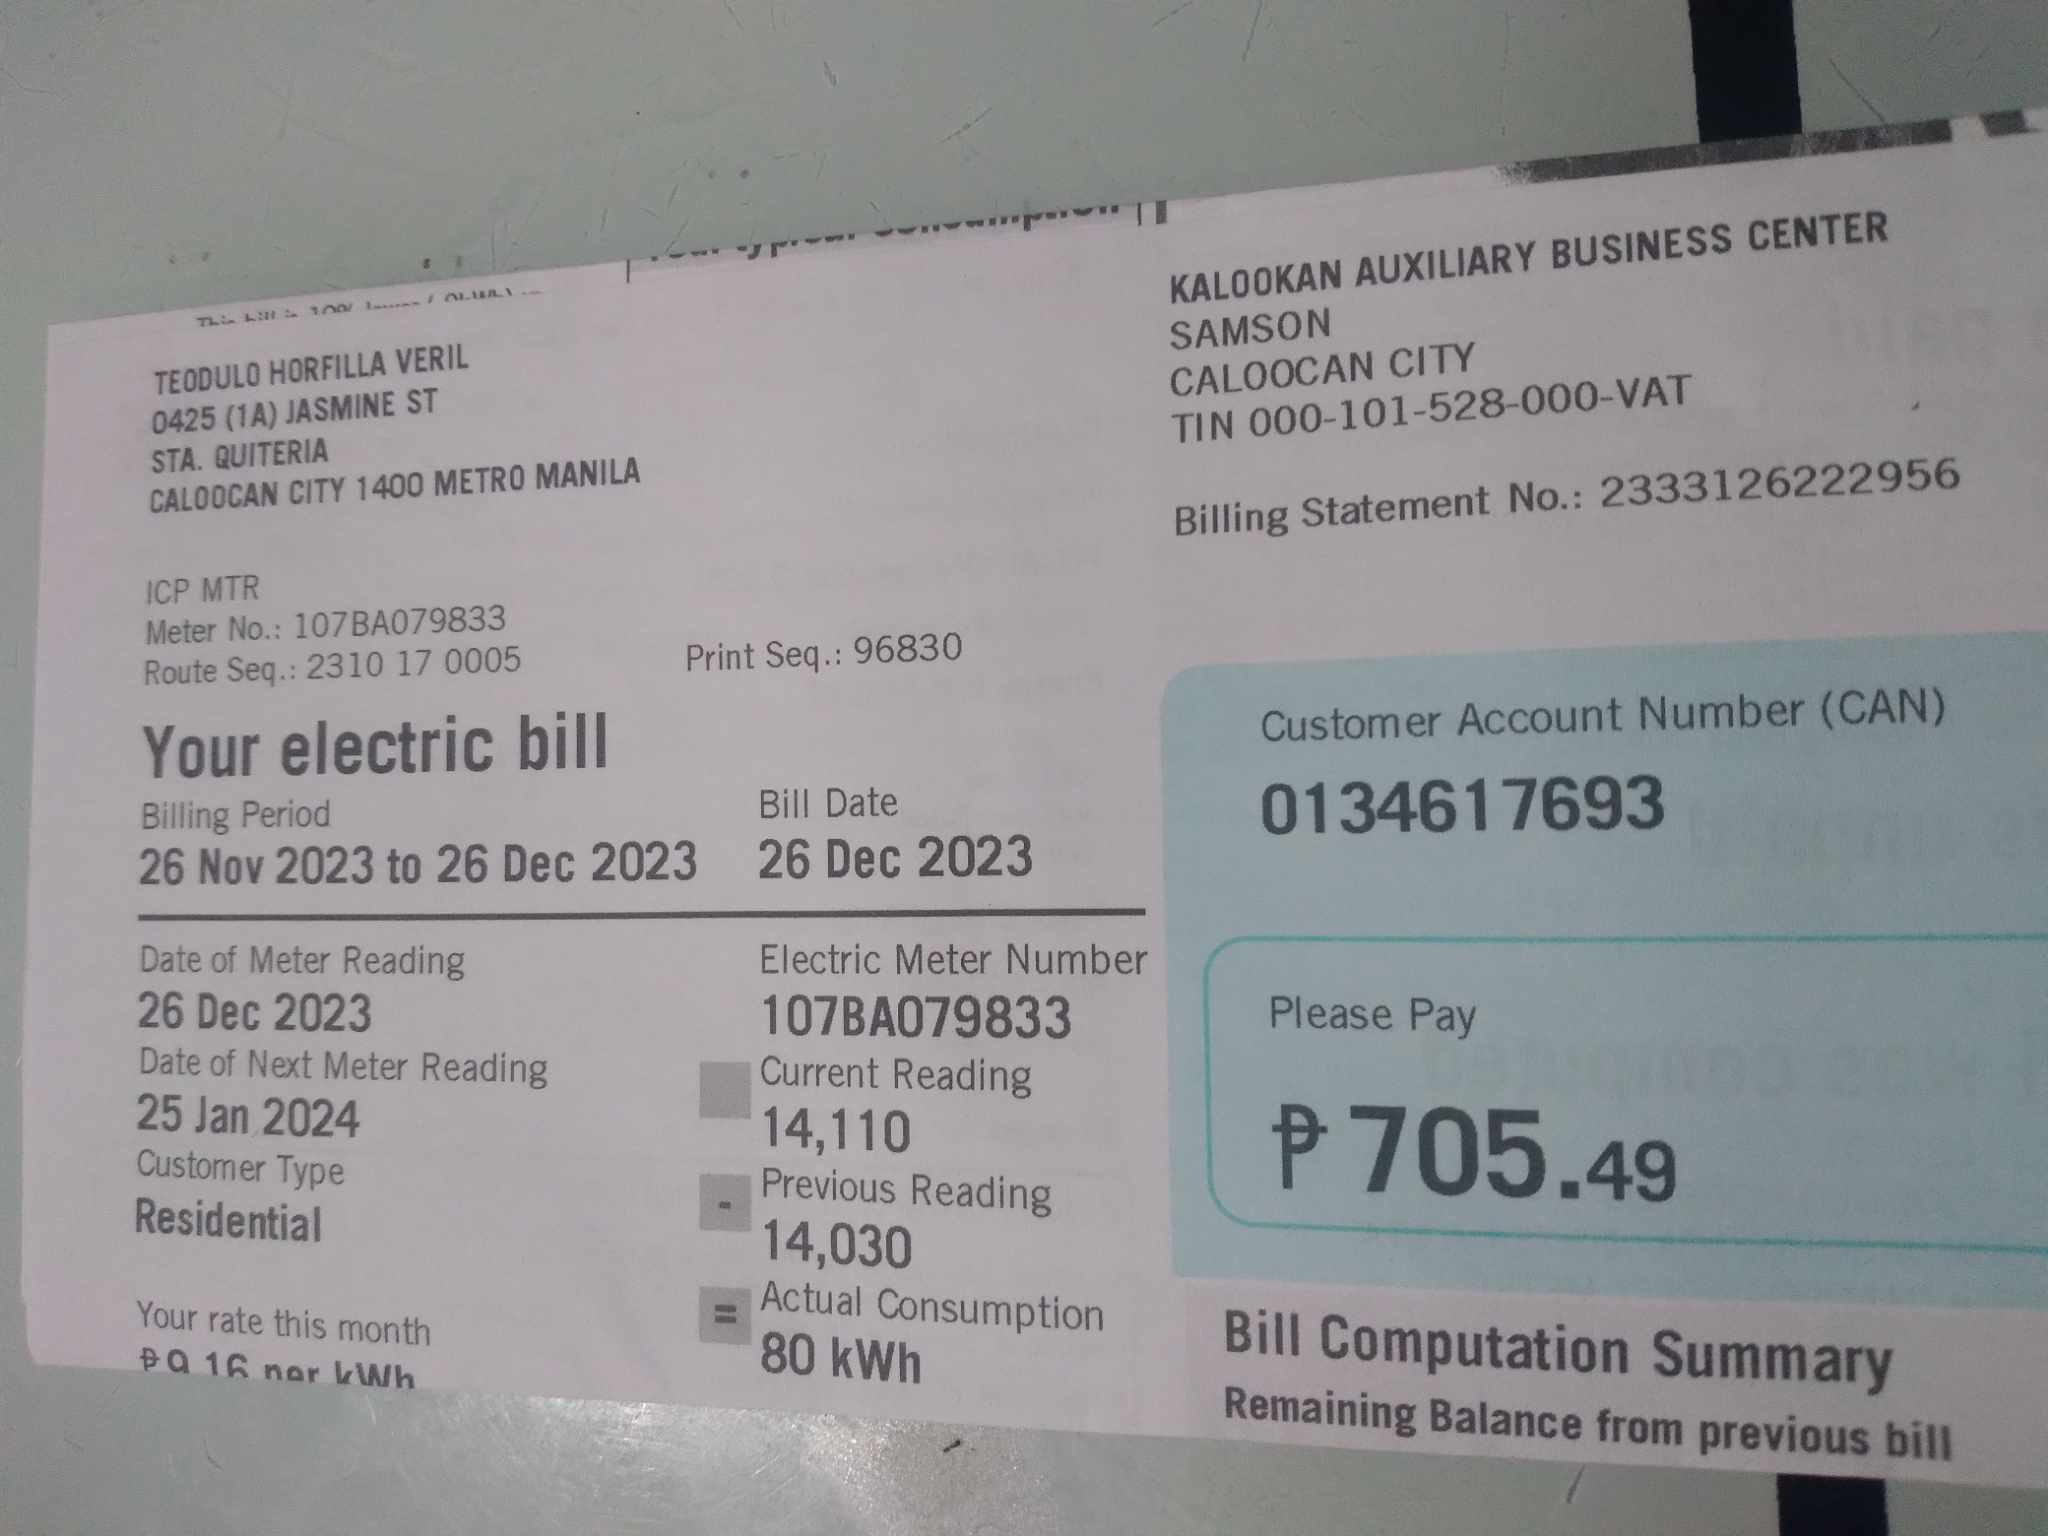 TEODULO HORFILLA VERIL
0425 (1A) JASMINE ST
STA. QUITERIA
CALOOCAN CITY 1400 METRO MANILA
ICP MTR
Meter No.: 107BA079833
Route Seq.: 2310 17 0005
Print Seq.: 96830
Your electric bill
Billing Period
26 Nov 2023 to 26 Dec 2023
Bill Date
26 Dec 2023
Date of Meter Reading
26 Dec 2023
Date of Next Meter Reading
25 Jan 2024
Customer Type
Residential
Your rate this month
₱9.16 per kWh
Electric Meter Number
107BA079833
Current Reading
14,110
-
Previous Reading
14,030
=
Actual Consumption
80 kWh
KALOOKAN AUXILIARY BUSINESS CENTER
SAMSON
CALOOCAN CITY
TIN 000-101-528-000-VAT
Billing Statement No.: 2333126222956
Customer Account Number (CAN)
0134617693
Please Pay
₱705.49
Bill Computation Summary
Remaining Balance from previous bill